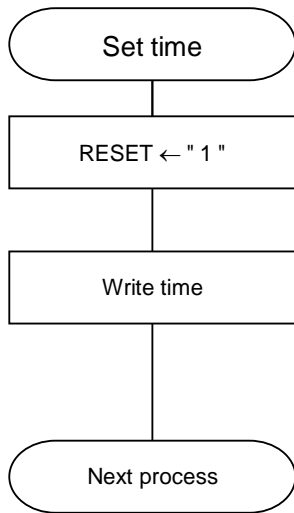 Set time
RESET ← " 1 "
Write time
Next process